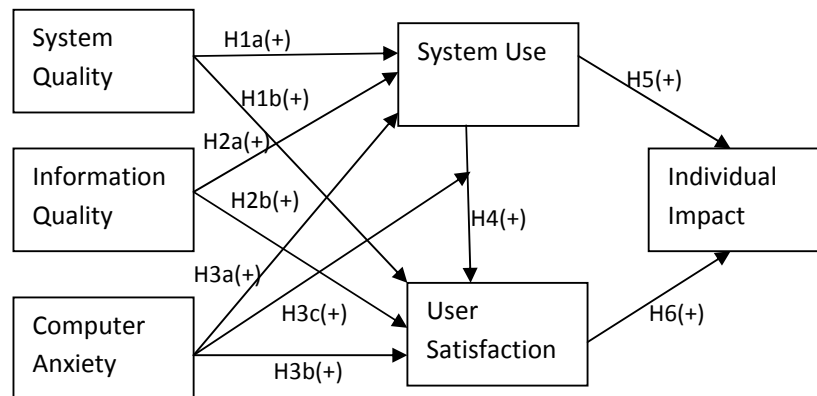 System
Quality
H1a(+)
System Use
H5(+)
H1b(+)
H2a(+)
Information
Quality
H2b(+)
H4(+)
Individual
Impact
H3a(+)
H3c(+)
Computer
Anxiety
H3b(+)
User
Satisfaction
H6(+)